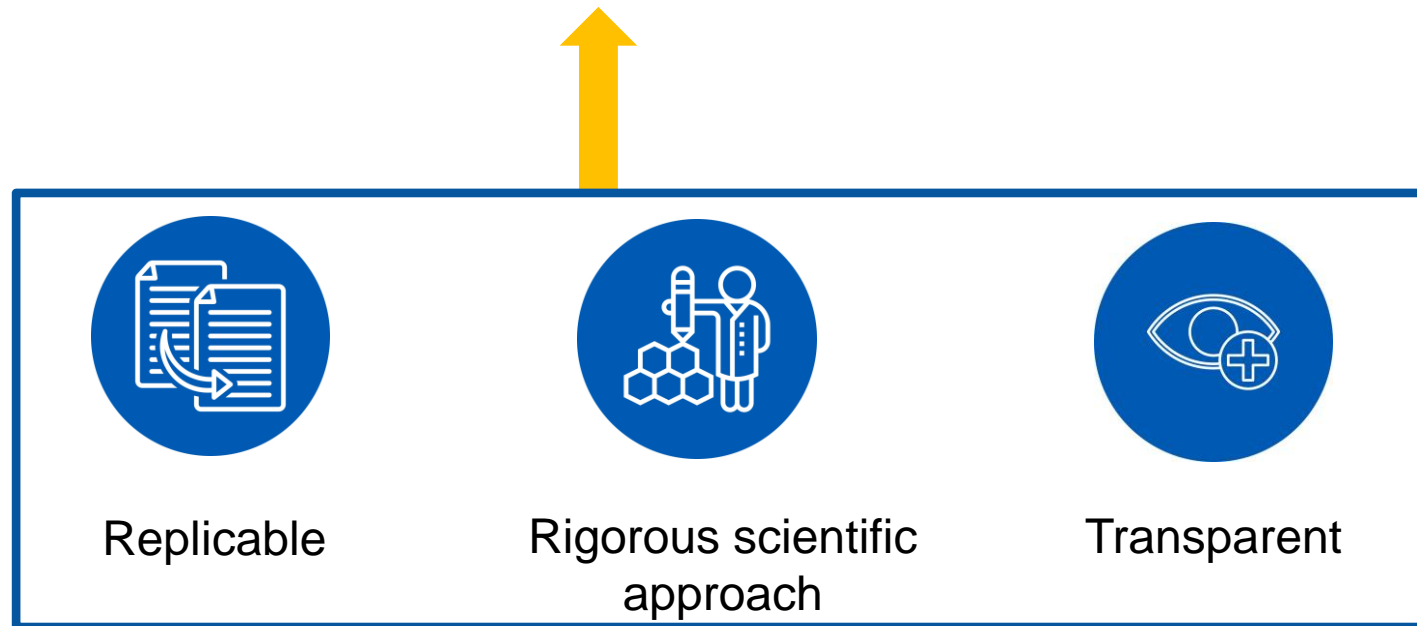 Replicable
Rigorous scientific
approach
Transparent